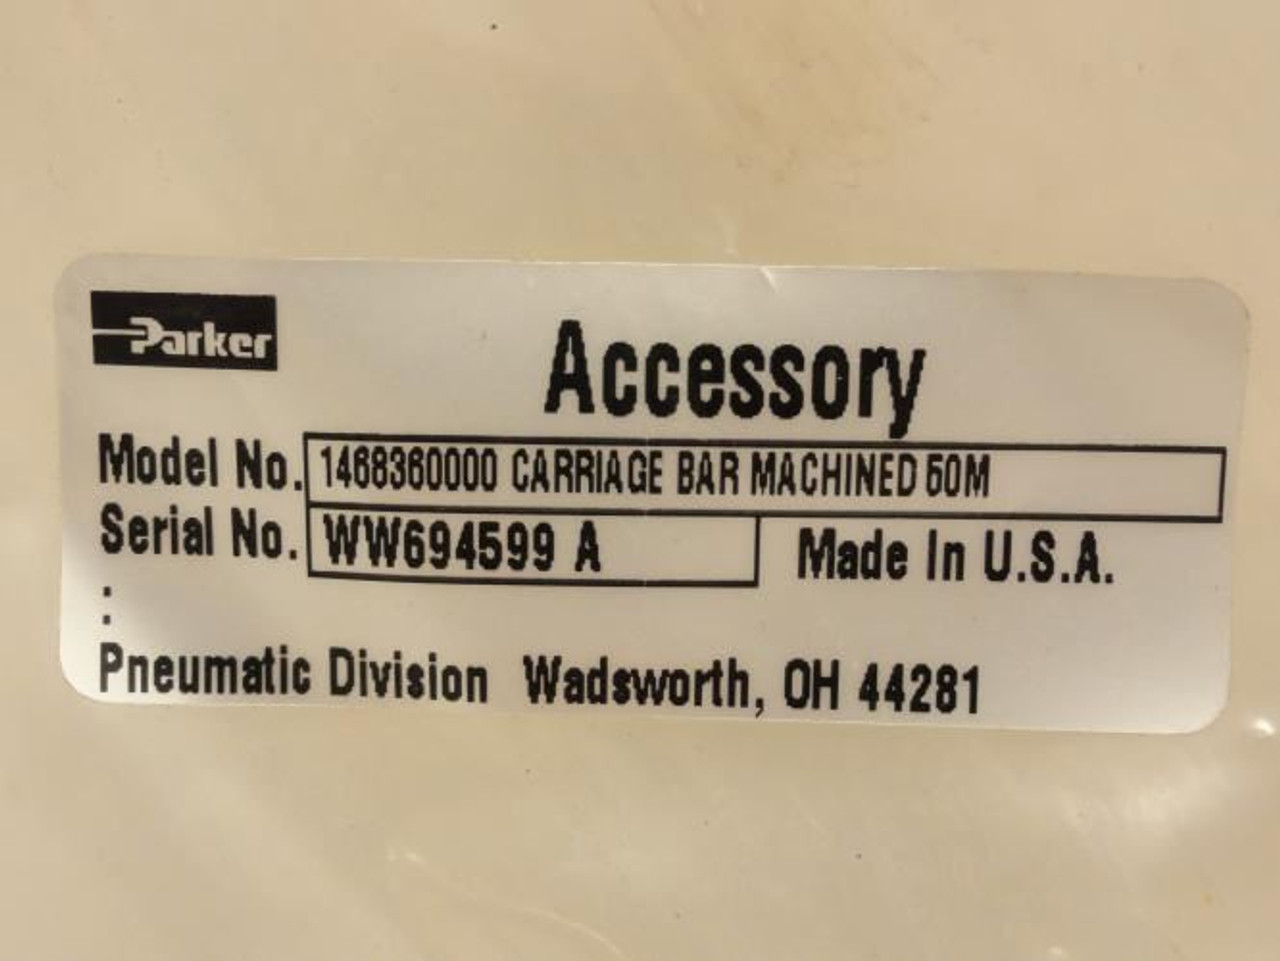 Parker
Accessory
Model No. 1468360000 CARRIAGE BAR MACHINED 50M
Serial No. WW694599 A Made In U.S.A.
:
Pneumatic Division Wadsworth, OH 44281